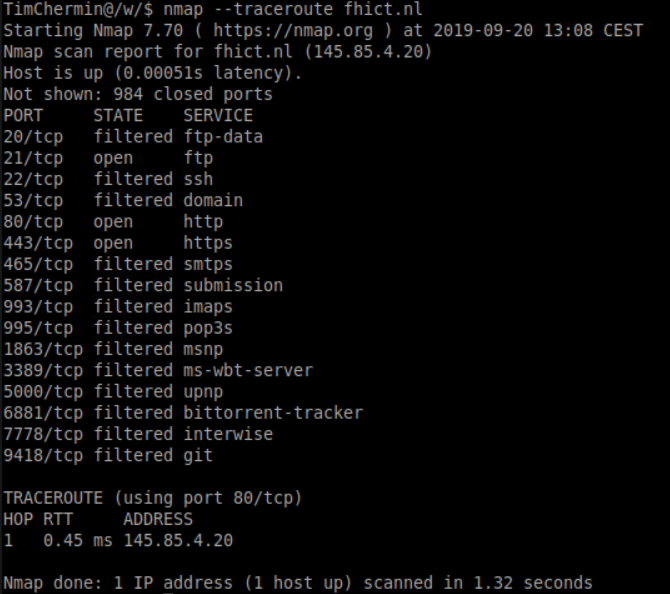 TimChermin@/w/$ nmap --traceroute fhict.nl
Starting Nmap 7.70 ( https://nmap.org ) at 2019-09-20 13:08 CEST
Nmap scan report for fhict.nl (145.85.4.20)
Host is up (0.00051s latency).
Not shown: 984 closed ports
PORT     STATE    SERVICE
20/tcp   filtered ftp-data
21/tcp   open     ftp
22/tcp   filtered ssh
53/tcp   filtered domain
80/tcp   open     http
443/tcp  open     https
465/tcp  filtered smtps
587/tcp  filtered submission
993/tcp  filtered imaps
995/tcp  filtered pop3s
1863/tcp filtered msnp
3389/tcp filtered ms-wbt-server
5000/tcp filtered upnp
6881/tcp filtered bittorrent-tracker
7778/tcp filtered interwise
9418/tcp filtered git
TRACEROUTE (using port 80/tcp)
HOP RTT     ADDRESS
1   0.45 ms 145.85.4.20
Nmap done: 1 IP address (1 host up) scanned in 1.32 seconds